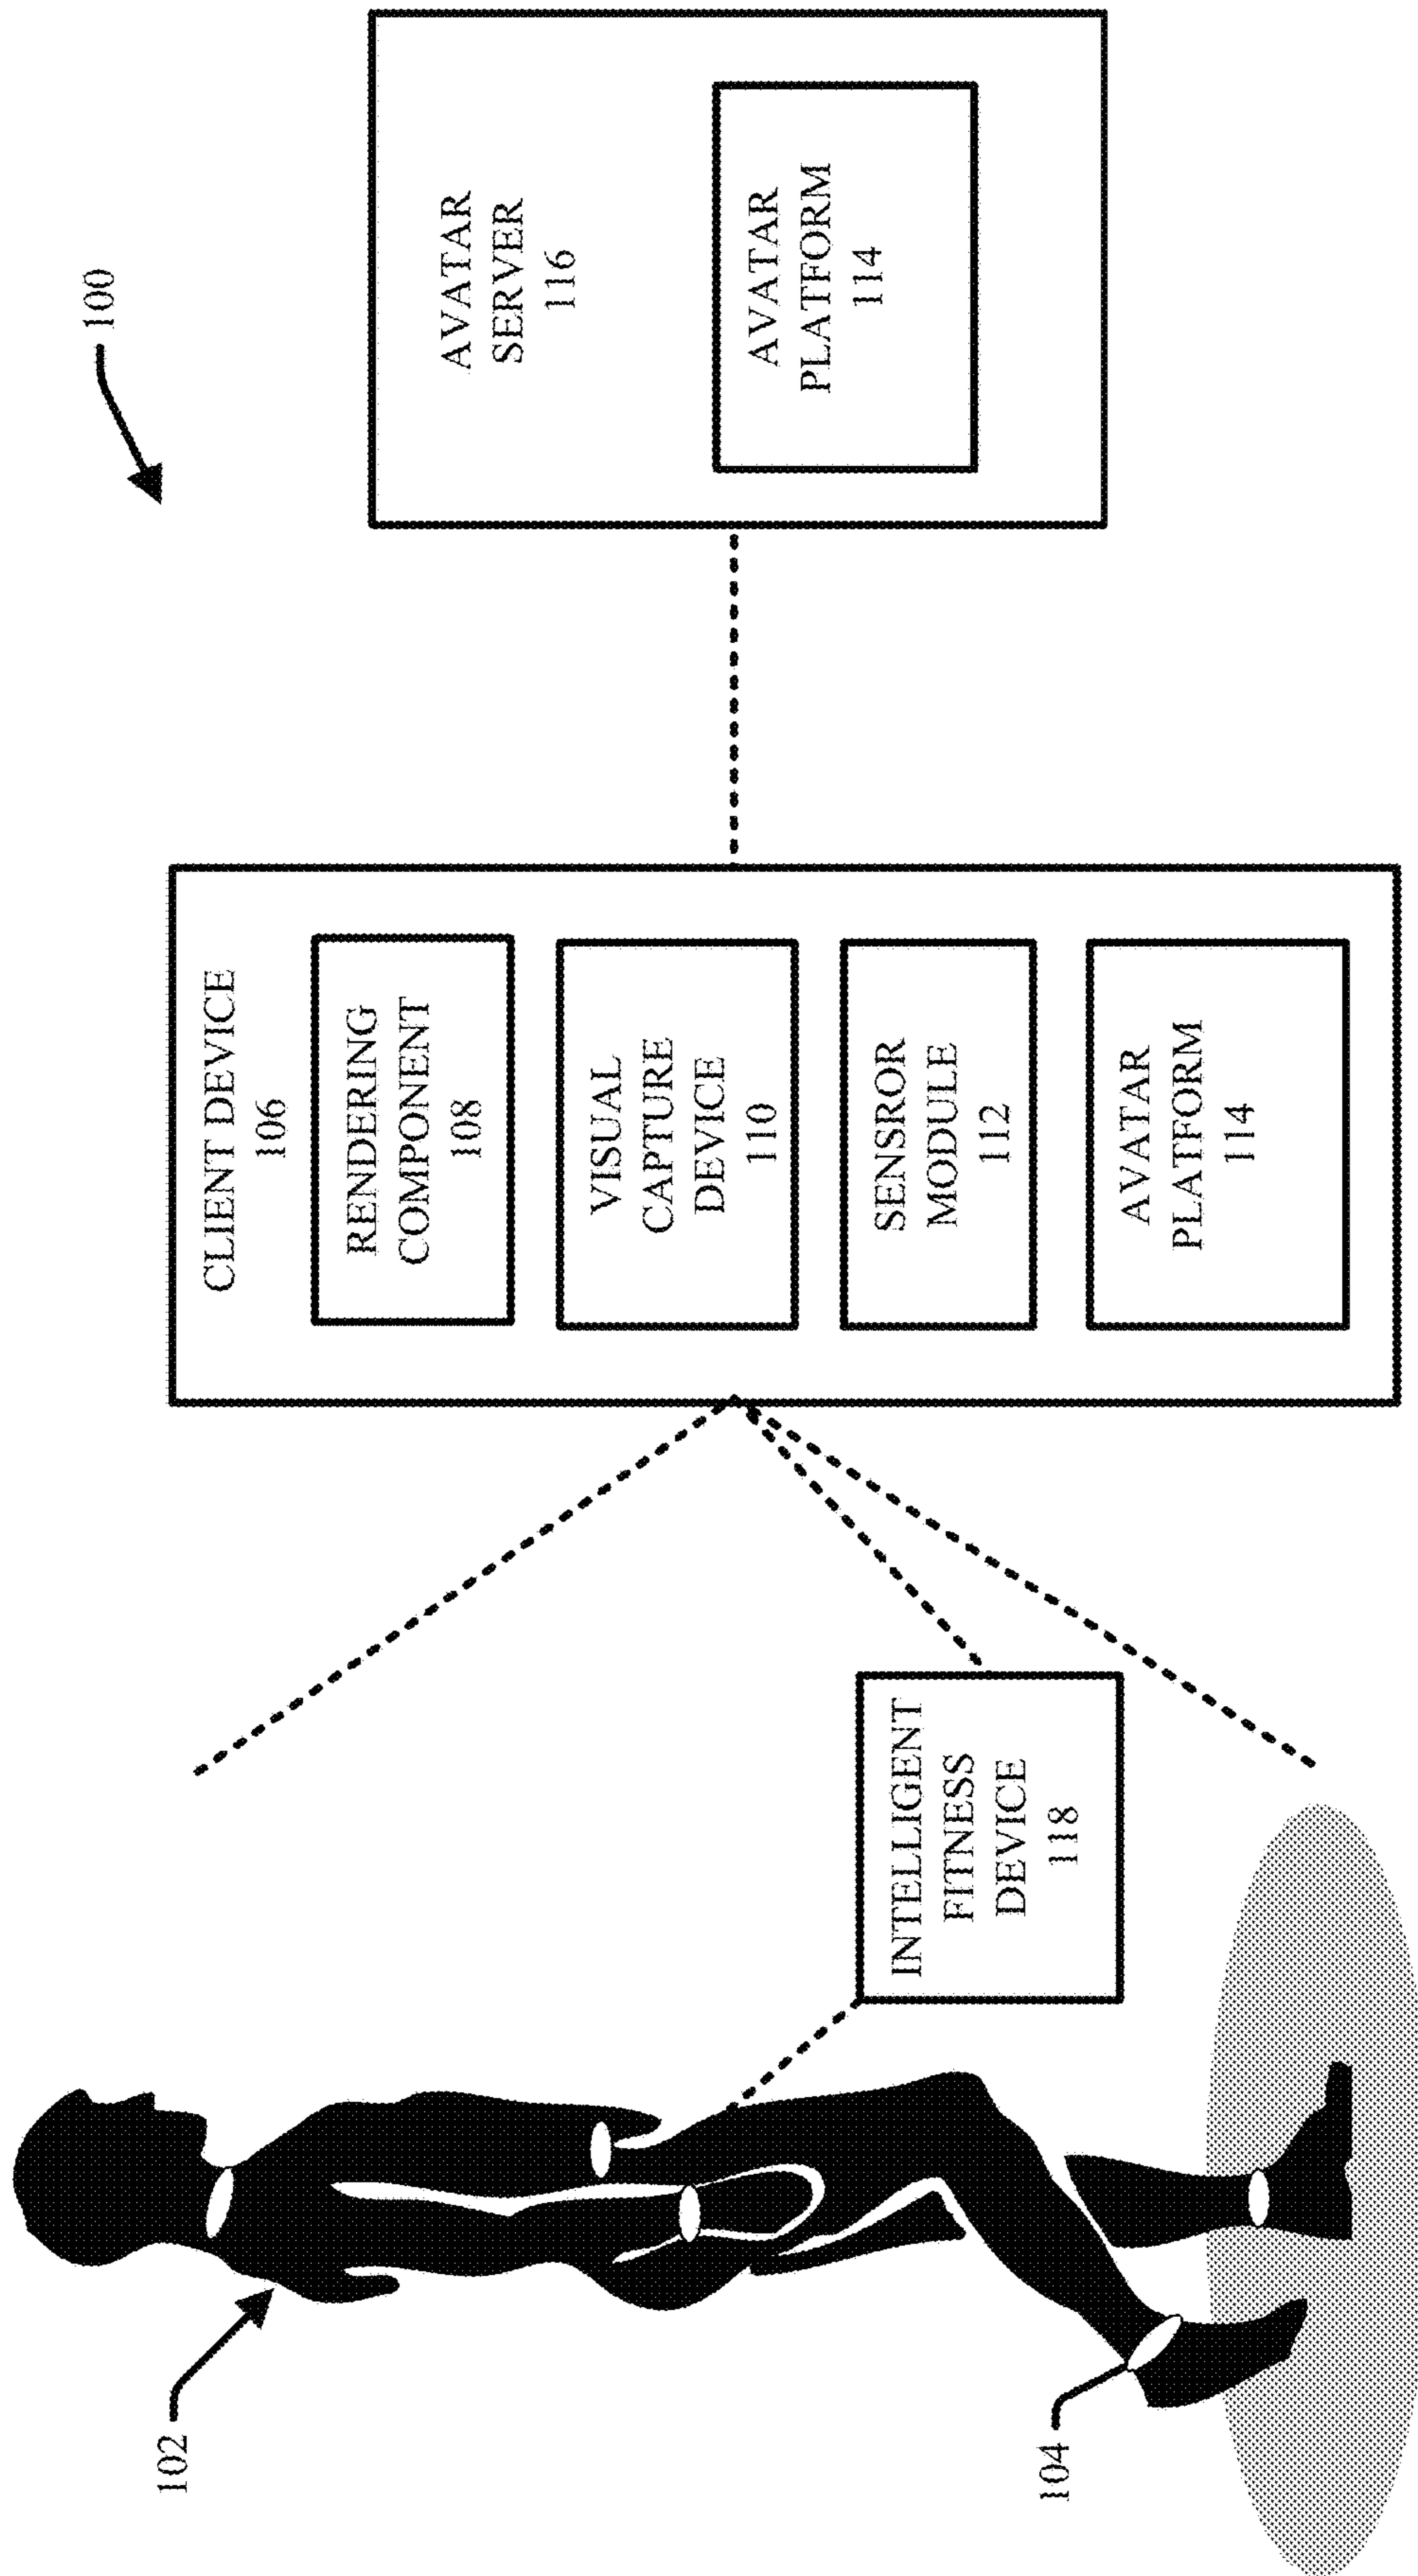 100
102
104
CLIENT DEVICE
106
RENDERING
COMPONENT
108
VISUAL
CAPTURE
DEVICE
110
SENSROR
MODULE
112
AVATAR
PLATFORM
114
INTELLIGENT
FITNESS
DEVICE
118
AVATAR
SERVER
116
AVATAR
PLATFORM
114